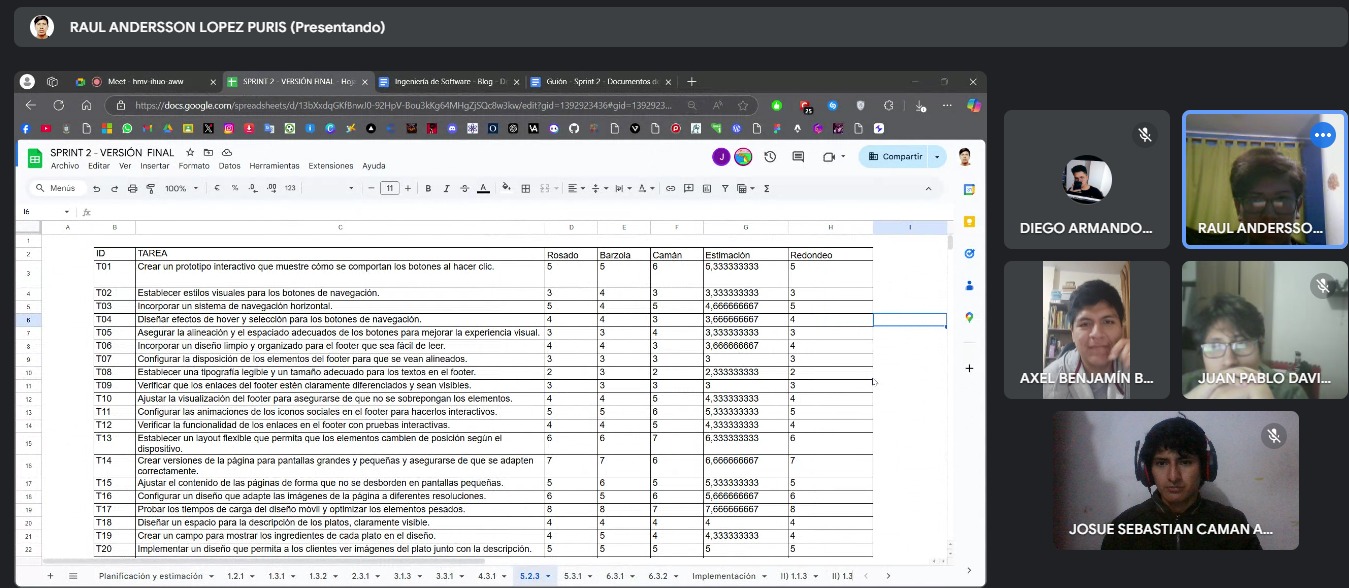 RAUL ANDERSSON LOPEZ PURIS (Presentando)
Meet - hmv-ihuo-aww
SPRINT 2 - VERSIÓN FINAL - Hoj
Ingeniería de Software - Blog - D
Guión - Sprint 2 - Documentos d
SPRINT 2 - VERSIÓN FINAL
Archivo Editar Ver Insertar Formato Datos Herramientas Extensiones Ayuda
Compartir
Menús 100% € % .0 .00 123 11
I6 fx
A B C D E F G H I
1
2 ID TAREA Rosado Barzola Camán Estimación Redondeo
3 T01 Crear un prototipo interactivo que muestre cómo se comportan los botones al hacer clic. 5 5 6 5,333333333 5
4 T02 Establecer estilos visuales para los botones de navegación. 3 4 3 3,333333333 3
5 T03 Incorporar un sistema de navegación horizontal. 5 4 5 4,666666667 5
6 T04 Diseñar efectos de hover y selección para los botones de navegación. 4 4 3 3,666666667 4
7 T05 Asegurar la alineación y el espaciado adecuados de los botones para mejorar la experiencia visual. 3 3 4 3,333333333 3
8 T06 Incorporar un diseño limpio y organizado para el footer que sea fácil de leer. 4 4 3 3,666666667 4
9 T07 Configurar la disposición de los elementos del footer para que se vean alineados. 3 3 3 3 3
10 T08 Establecer una tipografía legible y un tamaño adecuado para los textos en el footer. 2 3 2 2,333333333 2
11 T09 Verificar que los enlaces del footer estén claramente diferenciados y sean visibles. 3 3 3 3 3
12 T10 Ajustar la visualización del footer para asegurarse de que no se sobrepongan los elementos. 4 4 5 4,333333333 4
13 T11 Configurar las animaciones de los iconos sociales en el footer para hacerlos interactivos. 5 5 6 5,333333333 5
14 T12 Verificar la funcionalidad de los enlaces en el footer con pruebas interactivas. 4 4 5 4,333333333 4
15 T13 Establecer un layout flexible que permita que los elementos cambien de posición según el 6 6 7 6,333333333 6
dispositivo.
16 T14 Crear versiones de la página para pantallas grandes y pequeñas y asegurarse de que se adapten 7 7 6 6,666666667 7
correctamente.
17 T15 Ajustar el contenido de las páginas de forma que no se desborden en pantallas pequeñas. 5 6 5 5,333333333 5
18 T16 Configurar un diseño que adapte las imágenes de la página a diferentes resoluciones. 6 5 6 5,666666667 6
19 T17 Probar los tiempos de carga del diseño móvil y optimizar los elementos pesados. 8 8 7 7,666666667 8
20 T18 Diseñar un espacio para la descripción de los platos, claramente visible. 4 4 4 4 4
21 T19 Crear un campo para mostrar los ingredientes de cada plato en el diseño. 4 5 4 4,333333333 4
22 T20 Implementar un diseño que permita a los clientes ver imágenes del plato junto con la descripción. 5 5 5 5 5
Planificación y estimación 1.2.1 1.3.1 1.3.2 2.3.1 3.1.3 3.3.1 4.3.1 5.2.3 5.3.1 6.3.1 6.3.2 Implementación II) 1.1.3 II) 1.3
DIEGO ARMANDO...
RAUL ANDERSSO...
AXEL BENJAMÍN B...
JUAN PABLO DAVI...
JOSUE SEBASTIAN CAMAN A...